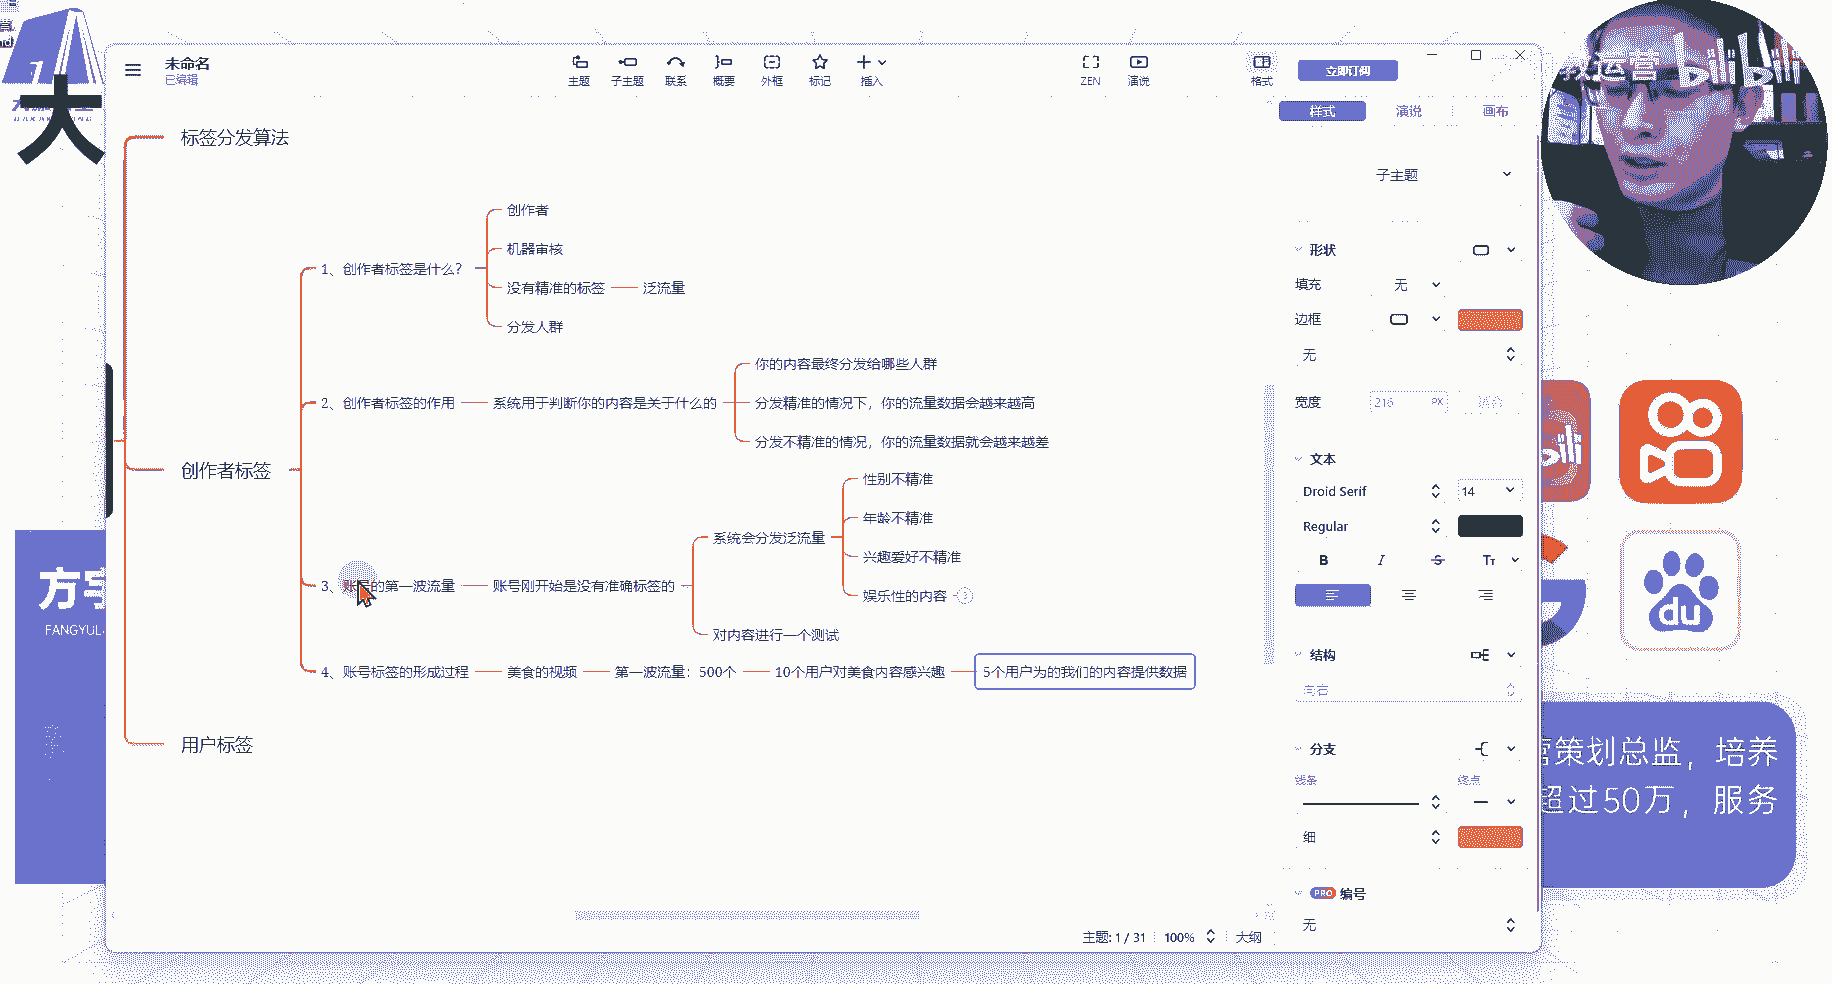 未命名
已编辑
主题
子主题
联系
概要
外框
标记
插入
ZEN
演说
格式
立即订阅
样式
演说
画布
标签分发算法
创作者标签
1、创作者标签是什么？
创作者
机器审核
没有精准的标签
泛流量
分发人群
2、创作者标签的作用
系统用于判断你的内容是关于什么的
你的内容最终分发给哪些人群
分发精准的情况下，你的流量数据会越来越高
分发不精准的情况，你的流量数据就会越来越差
3、账号的第一波流量
账号刚开始是没有准确标签的
系统会分发泛流量
性别不精准
年龄不精准
兴趣爱好不精准
娱乐性的内容
对内容进行一个测试
4、账号标签的形成过程
美食的视频
第一波流量：500个
10个用户对美食内容感兴趣
5个用户为的我们的内容提供数据
用户标签
子主题
形状
填充
无
边框
无
宽度
216
PX
文本
Droid Serif
14
Regular
B
I
S
Tт
结构
向右
分支
线条
终点
细
PRO 编号
无
主题: 1 / 31
100%
大纲
大
方宇
FANGYU
运营
bilibili
du
营策划总监，培养
超过50万，服务